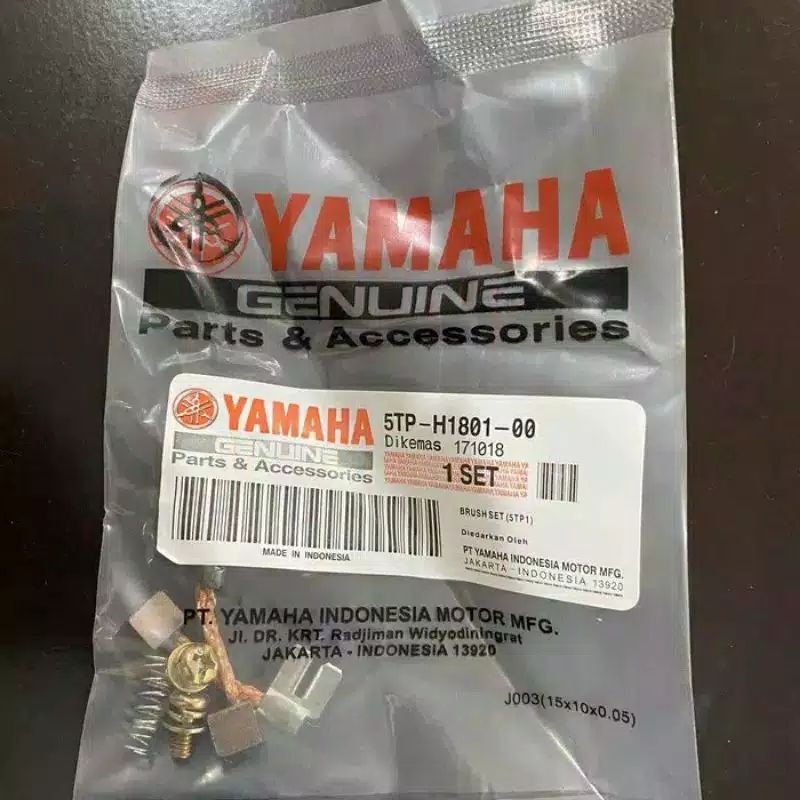 YAMAHA
GENUINE
Parts & Accessories
YAMAHA
GENUINE
Parts & Accessories
5TP-H1801-00
Dikemas 171018
1 SET
BRUSH SET (5TP1)
Diedarkan Oleh
PT YAMAHA INDONESIA MOTOR MFG.
JAKARTA - INDONESIA 13920
MADE IN INDONESIA
PT. YAMAHA INDONESIA MOTOR MFG.
Jl. DR. KRT. Radjiman Widyodiningrat
JAKARTA - INDONESIA 13920
J003(15x10x0.05)